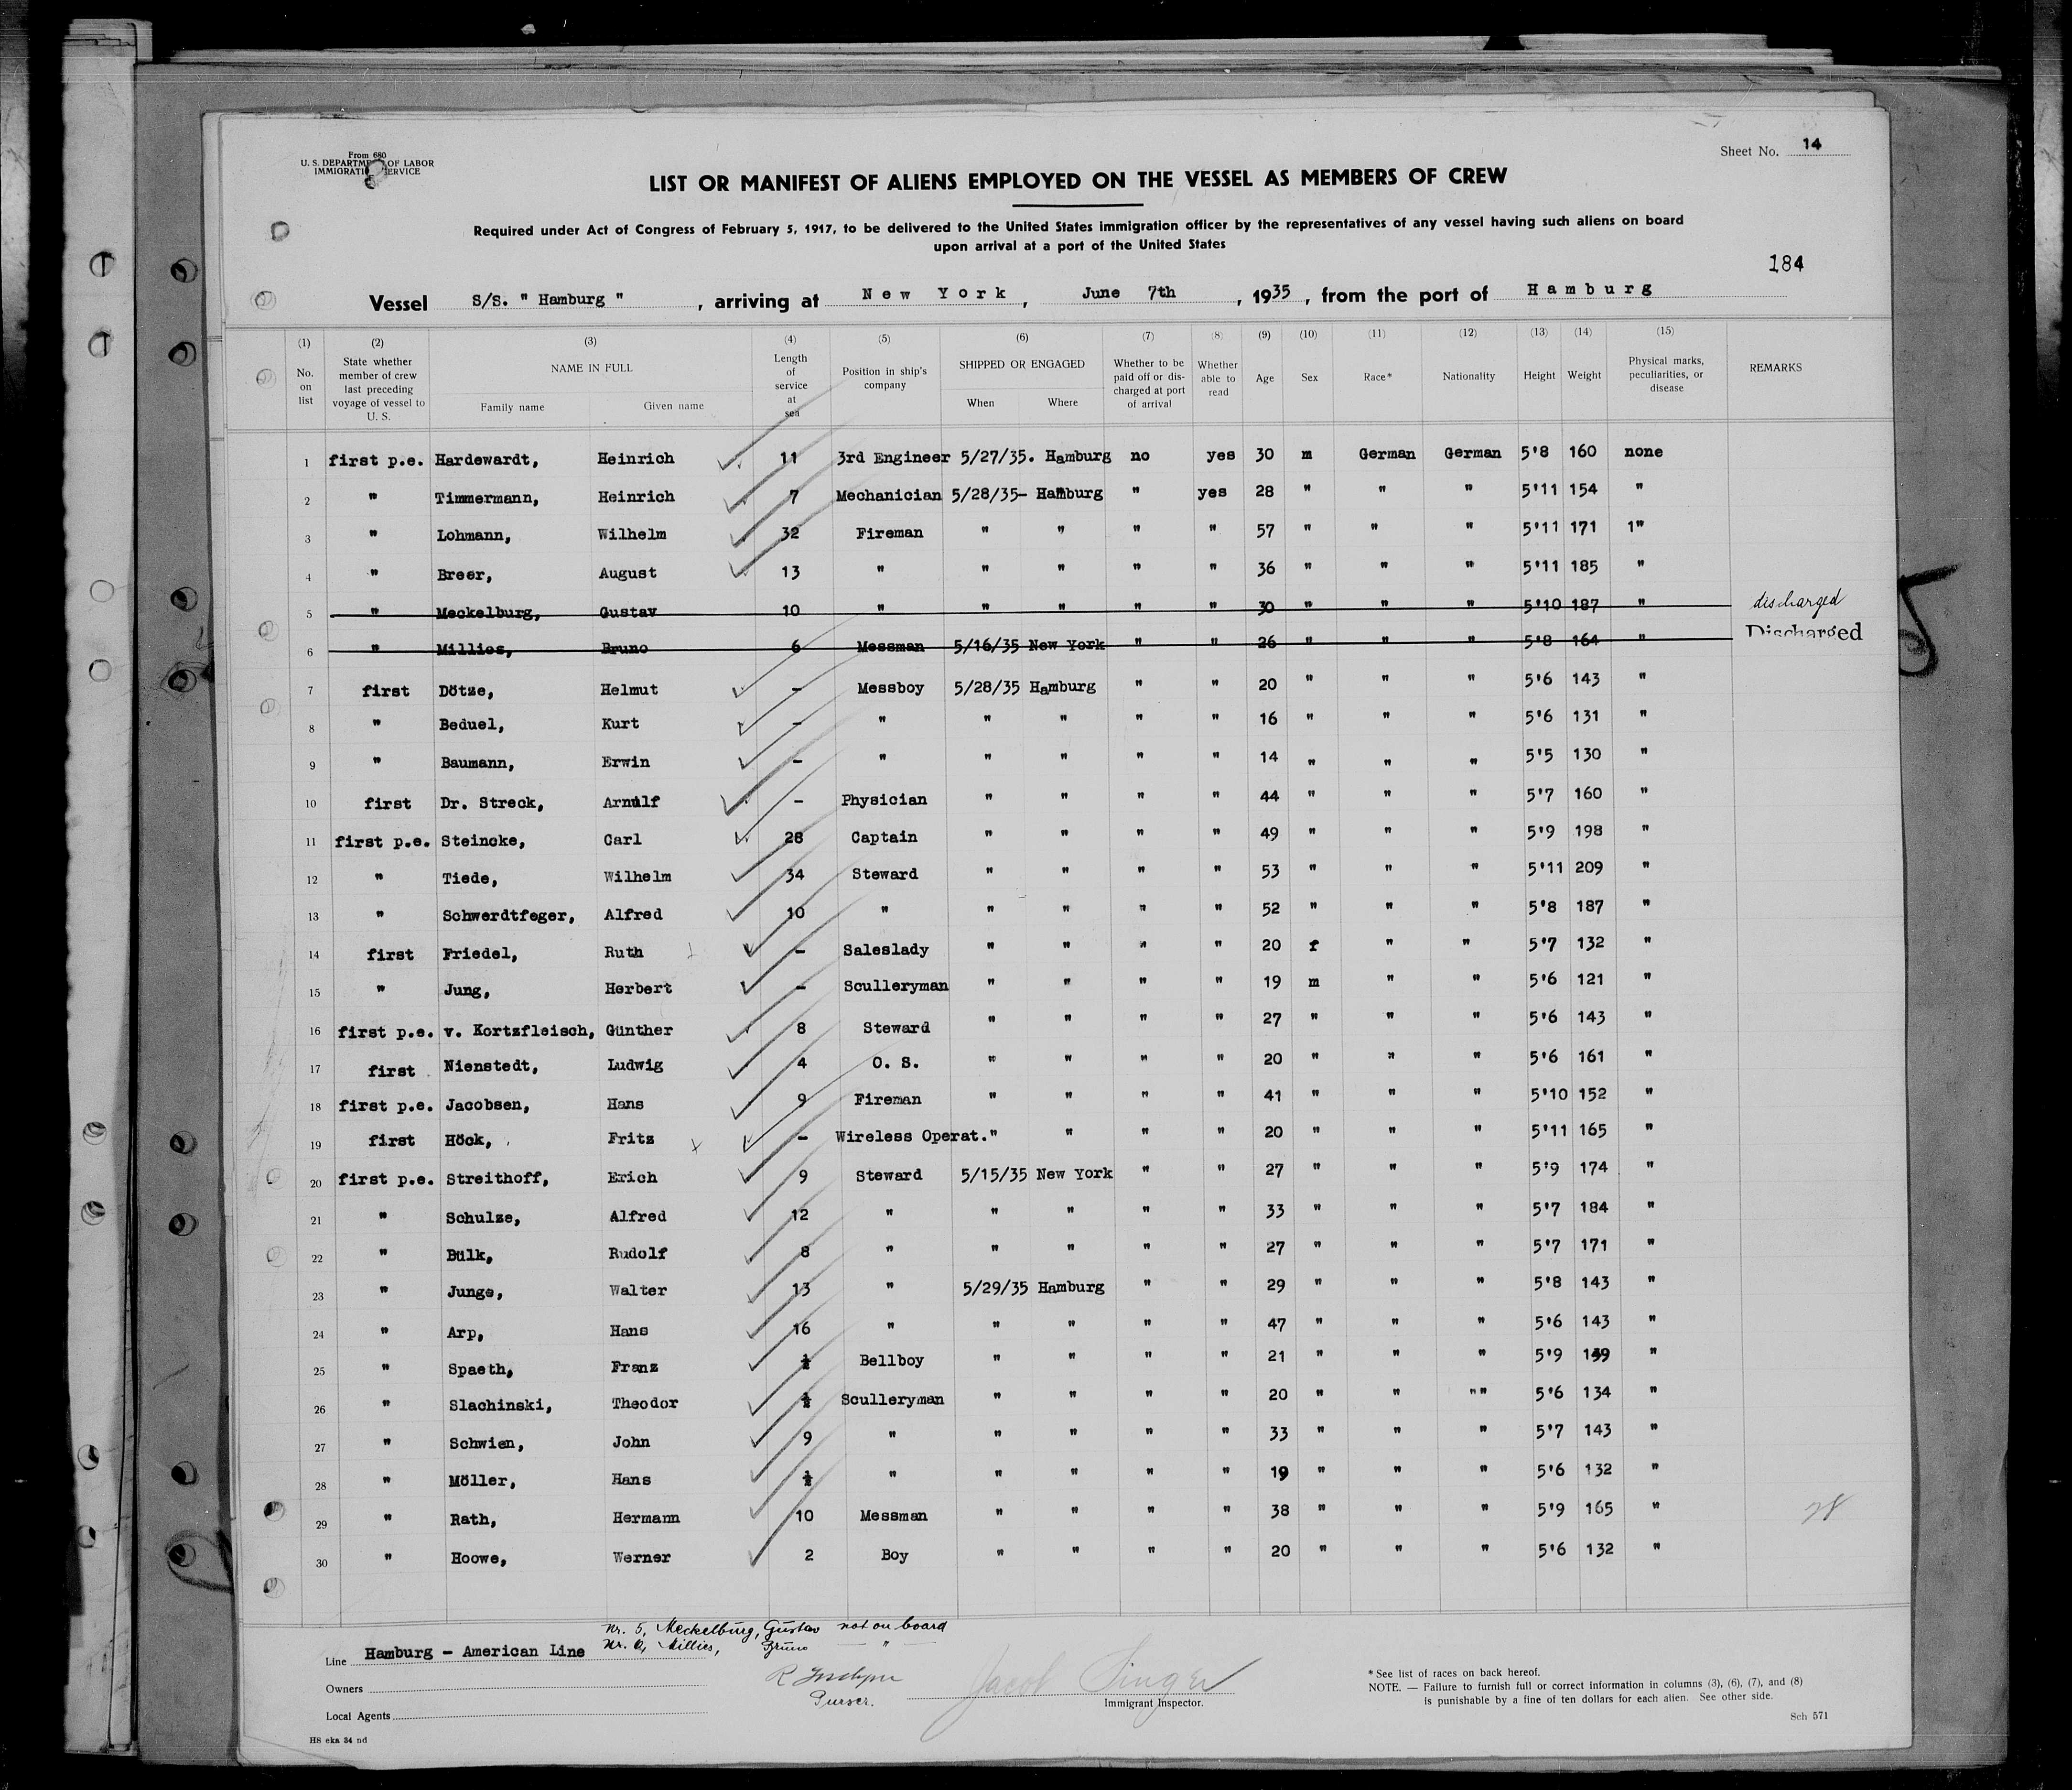 From 680
U. S. DEPARTMENT OF LABOR
IMMIGRATION SERVICE
Sheet No. 14
LIST OR MANIFEST OF ALIENS EMPLOYED ON THE VESSEL AS MEMBERS OF CREW
Required under Act of Congress of February 5, 1917, to be delivered to the United States immigration officer by the representatives of any vessel having such aliens on board
upon arrival at a port of the United States
184
Vessel S/S. " Hamburg " , arriving at New York , June 7th , 1935 , from the port of Hamburg
(1) (2) (3) (4) (5) (6) (7) (8) (9) (10) (11) (12) (13) (14) (15)
No. on list State whether member of crew last preceding voyage of vessel to U. S. NAME IN FULL Family name Given name Length of service at sea Position in ship's company SHIPPED OR ENGAGED When Where Whether to be paid off or dis-charged at port of arrival Whether able to read Age Sex Race* Nationality Height Weight Physical marks, peculiarities, or disease REMARKS
1 first p.e. Hardewardt, Heinrich 11 3rd Engineer 5/27/35. Hamburg no yes 30 m German German 5'8 160 none
2 " Timmermann, Heinrich 7 Mechanician 5/28/35- Hamburg " yes 28 " " " 5'11 154 "
3 " Lohmann, Wilhelm 32 Fireman " " " " 57 " " " 5'11 171 1"
4 " Breer, August 13 " " " " " 36 " " " 5'11 185 "
5 " Meckelburg, Gustav 10 " " " " " 30 " " " 5'10 187 " discharged
6 " Millies, Bruno 6 Messman 5/16/35 New York " " 26 " " " 5'8 164 " Discharged
7 first Dötze, Helmut - Messboy 5/28/35 Hamburg " " 20 " " " 5'6 143 "
8 " Beduel, Kurt - " " " " " 16 " " " 5'6 131 "
9 " Baumann, Erwin - " " " " " 14 " " " 5'5 130 "
10 first Dr. Streck, Arnulf - Physician " " " " 44 " " " 5'7 160 "
11 first p.e. Steincke, Carl 28 Captain " " " " 49 " " " 5'9 198 "
12 " Tiede, Wilhelm 34 Steward " " " " 53 " " " 5'11 209 "
13 " Schwerdtfeger, Alfred 10 " " " " " 52 " " " 5'8 187 "
14 first Friedel, Ruth - Saleslady " " " " 20 f " " 5'7 132 "
15 " Jung, Herbert - Sculleryman " " " " 19 m " " 5'6 121 "
16 first p.e. v. Kortzfleisch, Günther 8 Steward " " " " 27 " " " 5'6 143 "
17 first Nienstedt, Ludwig 4 O. S. " " " " 20 " " " 5'6 161 "
18 first p.e. Jacobsen, Hans 9 Fireman " " " " 41 " " " 5'10 152 "
19 first Höck, Fritz x - Wireless Operat. " " " " 20 " " " 5'11 165 "
20 first p.e. Streithoff, Erich 9 Steward 5/15/35 New York " " 27 " " " 5'9 174 "
21 " Schulze, Alfred 12 " " " " " 33 " " " 5'7 184 "
22 " Bülk, Rudolf 8 " " " " " 27 " " " 5'7 171 "
23 " Junge, Walter 13 " 5/29/35 Hamburg " " 29 " " " 5'8 143 "
24 " Arp, Hans 16 " " " " " 47 " " " 5'6 143 "
25 " Spaeth, Franz ½ Bellboy " " " " 21 " " " 5'9 139 "
26 " Slachinski, Theodor ½ Sculleryman " " " " 20 " " "" 5'6 134 "
27 " Schwien, John 9 " " " " " 33 " " " 5'7 143 "
28 " Möller, Hans ½ " " " " " 19 " " " 5'6 132 "
29 " Rath, Hermann 10 Messman " " " " 38 " " " 5'9 165 "
28
30 " Hoowe, Werner 2 Boy " " " " 20 " " " 5'6 132 "
Nr. 5, Meckelburg, Gustav not on board
Nr. 6, Millies, Bruno — " —
Line Hamburg - American Line
Owners
Local Agents
Purser.
Jacob Singer
Immigrant Inspector.
* See list of races on back hereof.
NOTE. — Failure to furnish full or correct information in columns (3), (6), (7), and (8)
is punishable by a fine of ten dollars for each alien. See other side.
Sch 571
H8 eka 34 nd